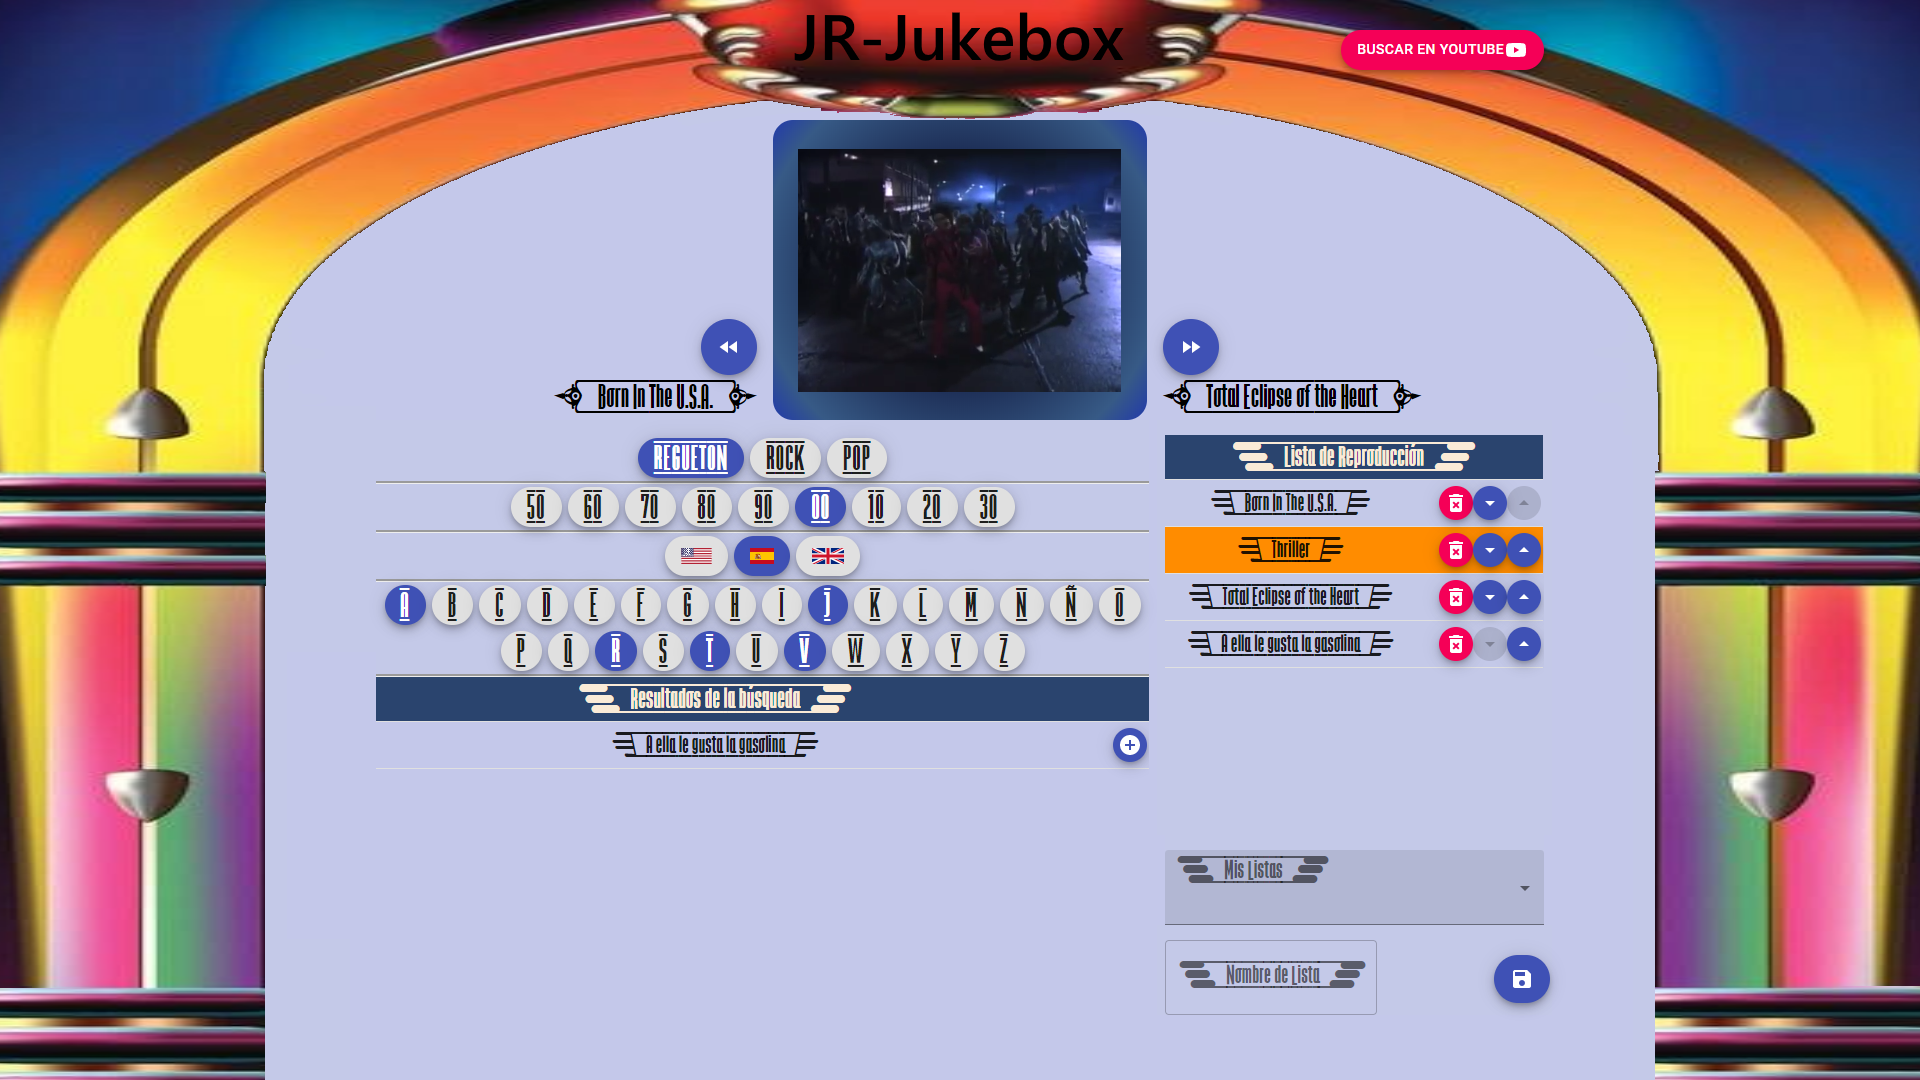 JR-Jukebox
BUSCAR EN YOUTUBE
Born In The U.S.A.
Total Eclipse of the Heart
REGUETON ROCK POP
50 60 70 80 90 00 10 20 30
A B C D E F G H I J K L M N Ñ O
P Q R S T U V W X Y Z
Resultados de la búsqueda
A ella le gusta la gasolina
Lista de Reproducción
Born In The U.S.A.
Thriller
Total Eclipse of the Heart
A ella le gusta la gasolina
Mis Listas
Nombre de Lista